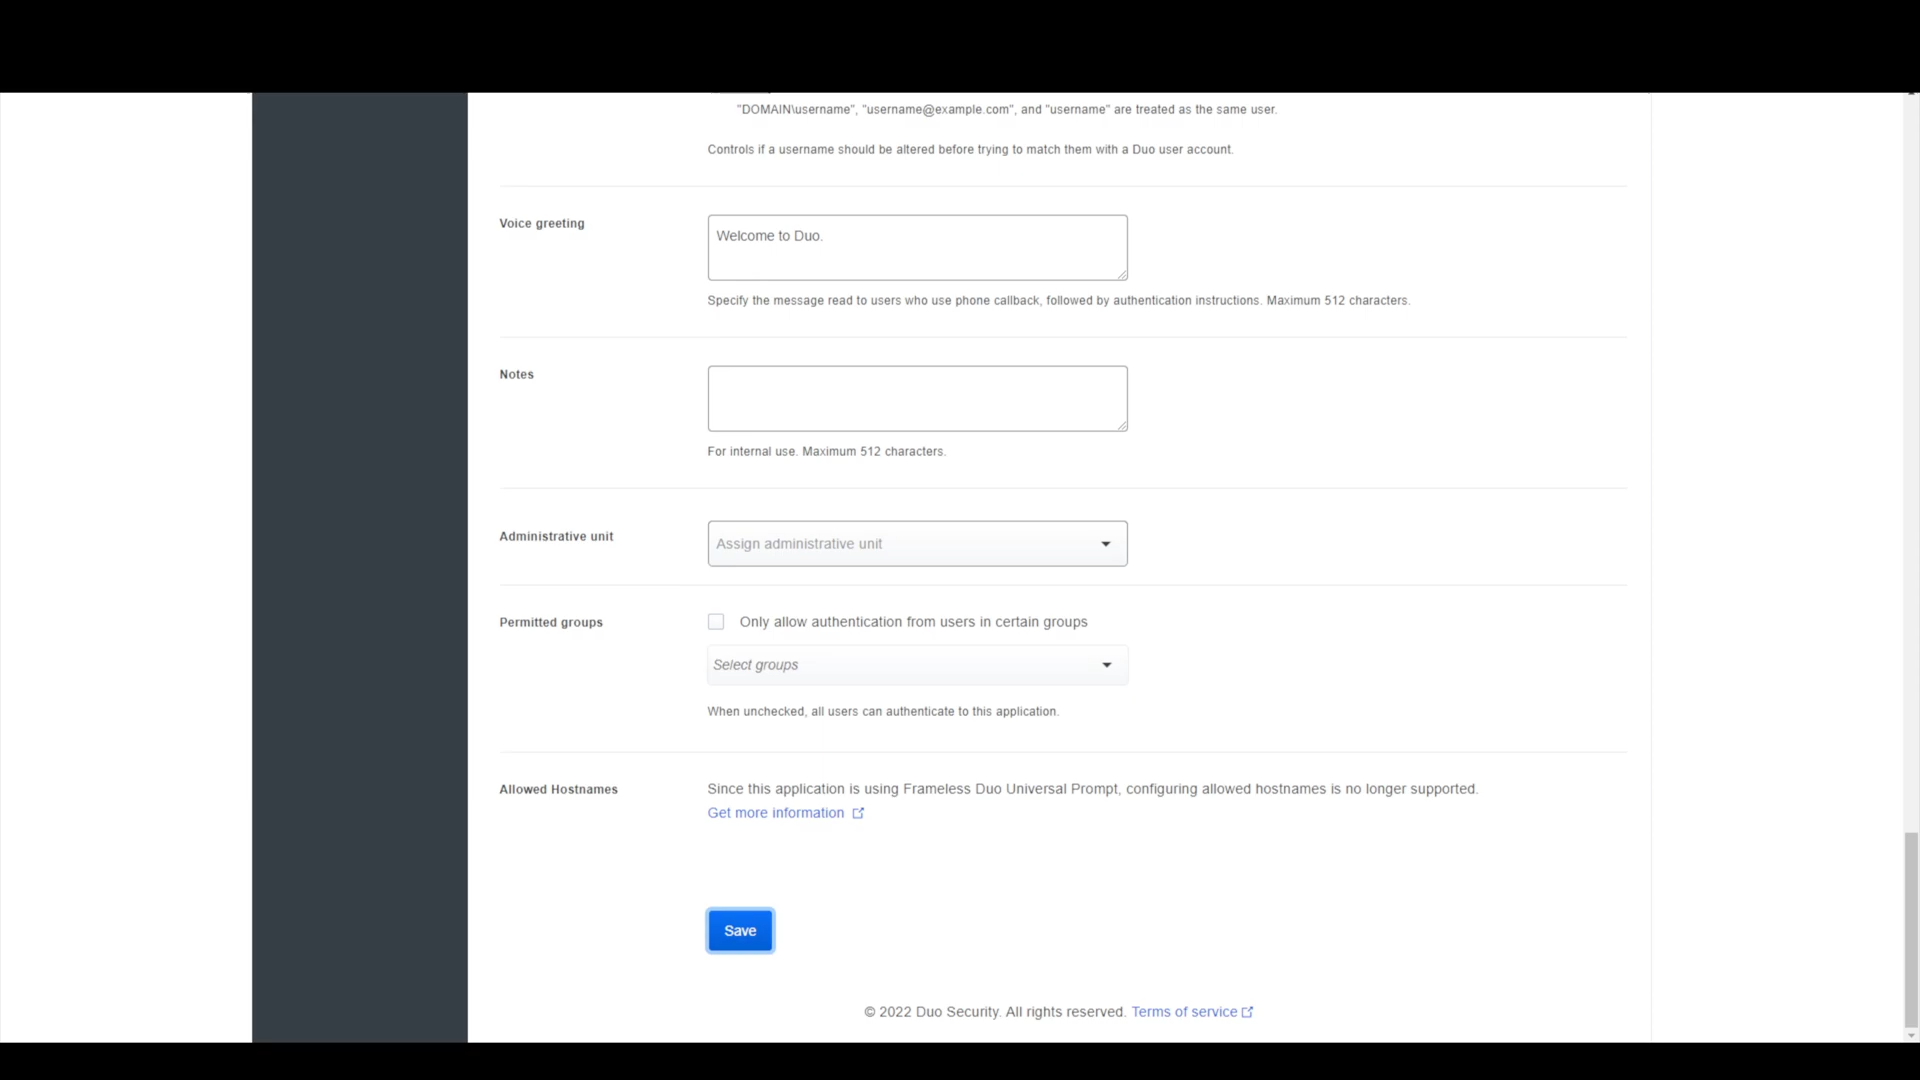 "DOMAIN\username", "username@example.com", and "username" are treated as the same user.
Controls if a username should be altered before trying to match them with a Duo user account.
Voice greeting
Welcome to Duo.
Specify the message read to users who use phone callback, followed by authentication instructions. Maximum 512 characters.
Notes
For internal use. Maximum 512 characters.
Administrative unit
Assign administrative unit
Permitted groups
Only allow authentication from users in certain groups
Select groups
When unchecked, all users can authenticate to this application.
Allowed Hostnames
Since this application is using Frameless Duo Universal Prompt, configuring allowed hostnames is no longer supported.
Get more information
Save
© 2022 Duo Security. All rights reserved. Terms of service